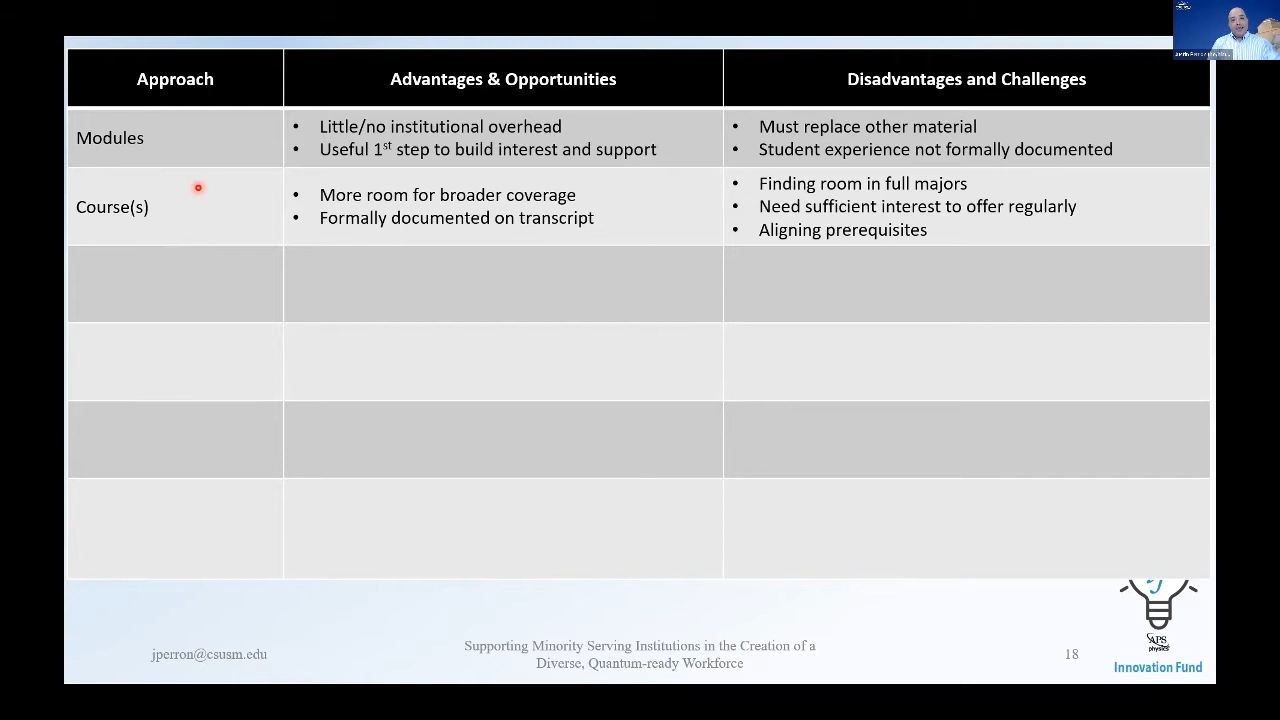 Approach
Advantages & Opportunities
Disadvantages and Challenges
Modules
• Little/no institutional overhead
• Useful 1st step to build interest and support
• Must replace other material
• Student experience not formally documented
Course(s)
• More room for broader coverage
• Formally documented on transcript
• Finding room in full majors
• Need sufficient interest to offer regularly
• Aligning prerequisites
jperron@csusm.edu
Supporting Minority Serving Institutions in the Creation of a
Diverse, Quantum-ready Workforce
18
APS
physics
Innovation Fund